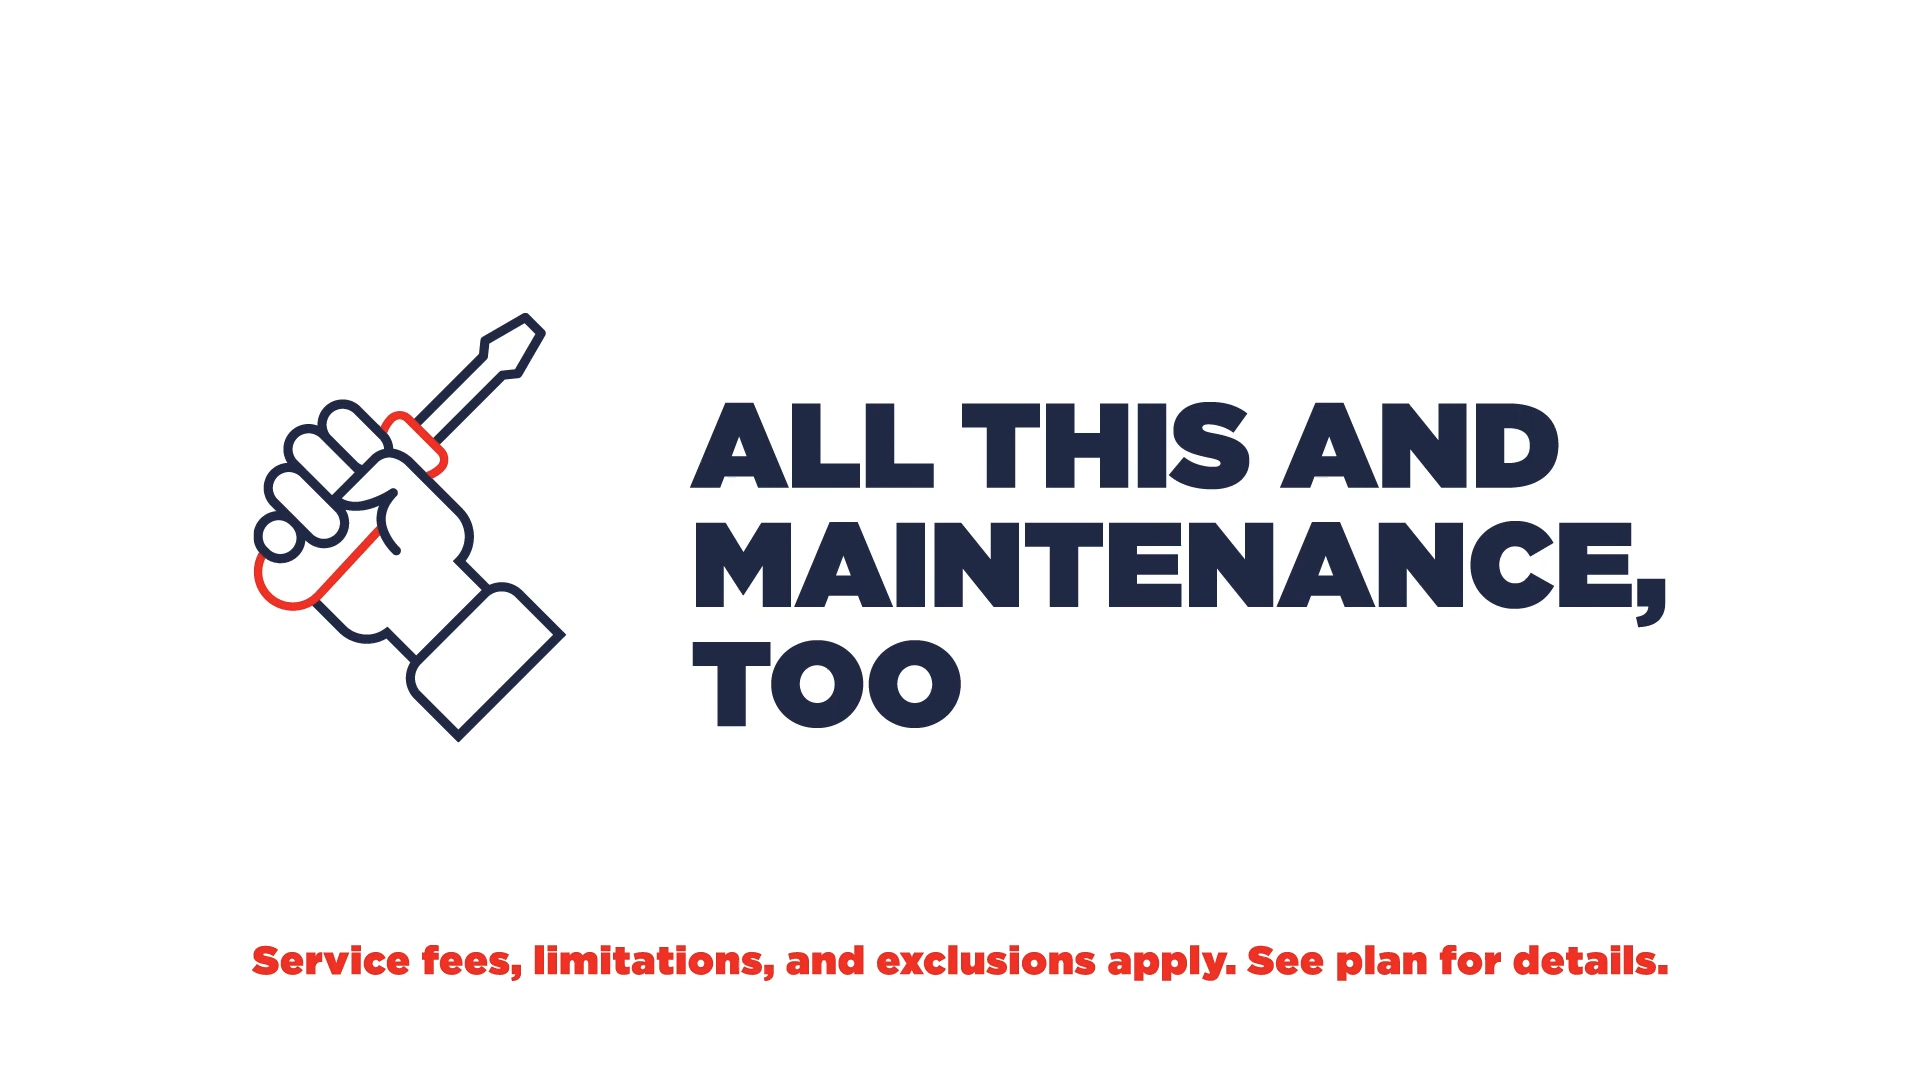 ALL THIS AND
MAINTENANCE,
TOO
Service fees, limitations, and exclusions apply. See plan for details.